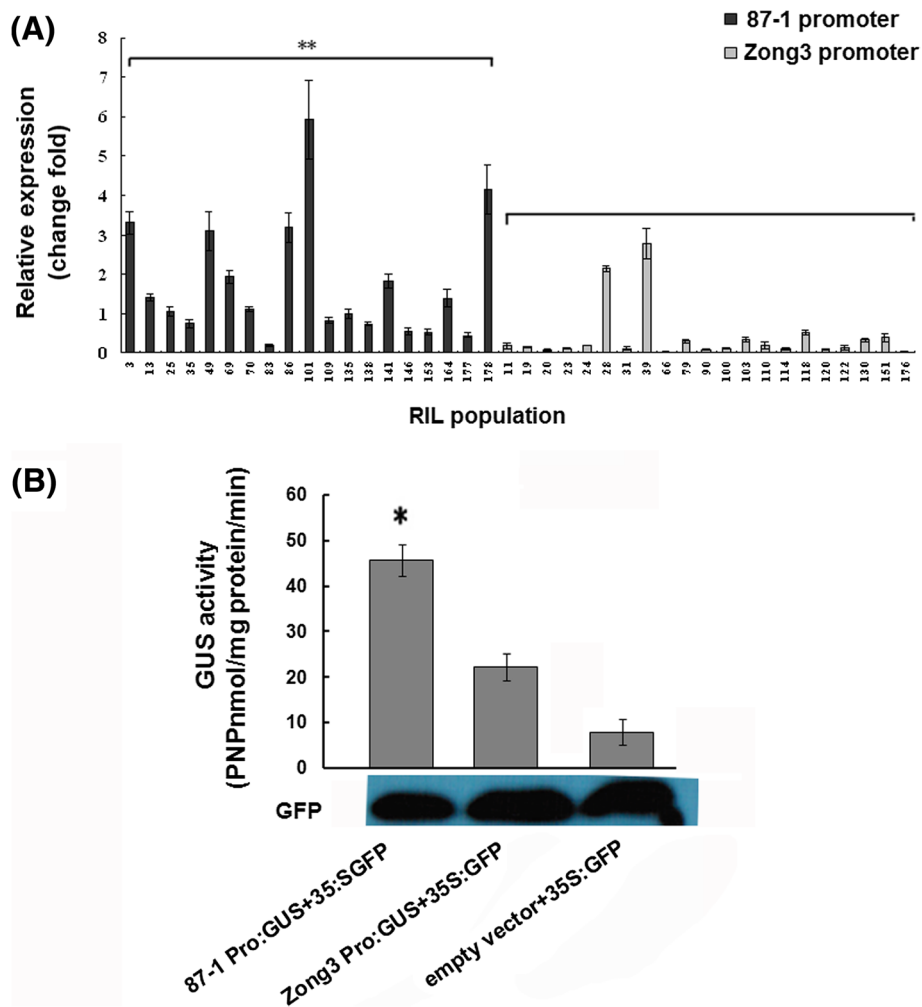 (A)
87-1 promoter
Zong3 promoter
**
8
7
6
5
4
3
2
1
0
Relative expression
(change fold)
3 13 25 35 49 69 70 83 86 101 109 135 138 141 146 153 164 177 178 11 19 20 23 24 28 31 39 66 79 90 100 103 110 114 118 120 122 130 151 176
RIL population
(B)
60
50
40
30
20
10
0
GUS activity
(PNPnmol/mg protein/min)
*
GFP
87-1 Pro:GUS+35:SGFP
Zong3 Pro:GUS+35S:GFP
empty vector+35S:GFP